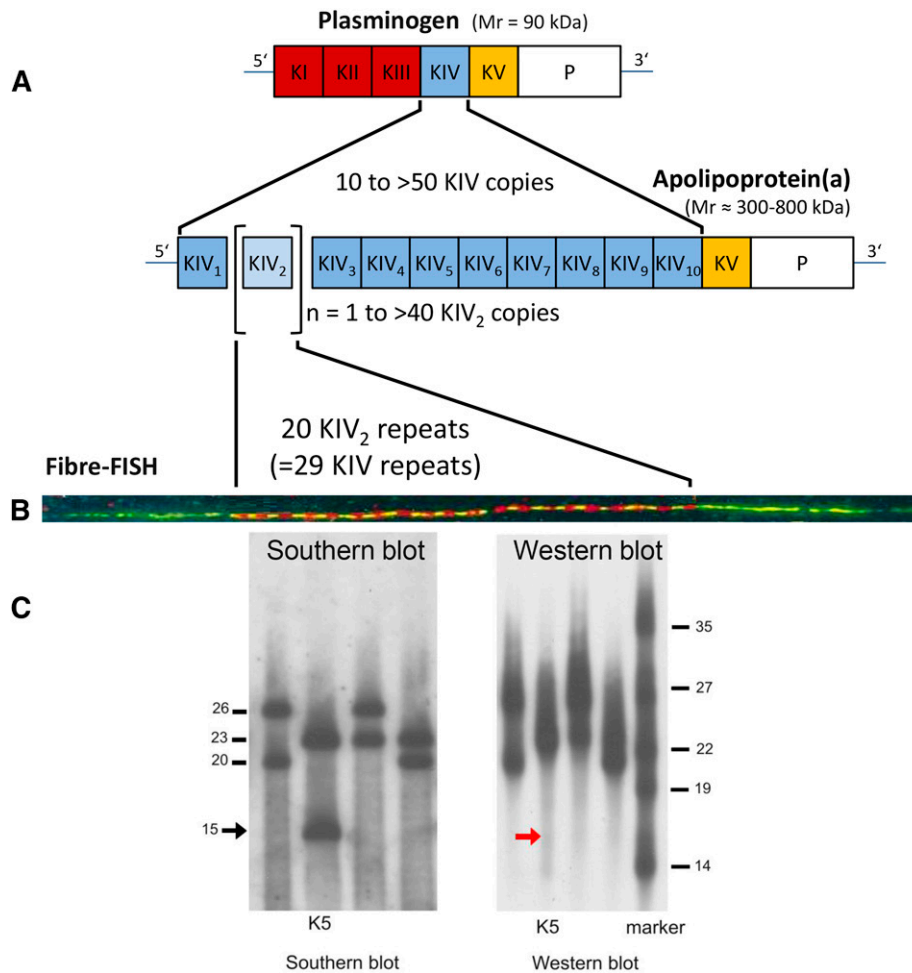 Plasminogen (Mr = 90 kDa)
A
5‘ KI KII KIII KIV KV P 3‘
10 to >50 KIV copies
Apolipoprotein(a)
(Mr ≈ 300-800 kDa)
5‘ KIV1 KIV2 KIV3 KIV4 KIV5 KIV6 KIV7 KIV8 KIV9 KIV10 KV P 3‘
n = 1 to >40 KIV2 copies
20 KIV2 repeats
(=29 KIV repeats)
Fibre-FISH
B
C
Southern blot
26
23
20
15
K5
Southern blot
Western blot
35
27
22
19
14
K5 marker
Western blot